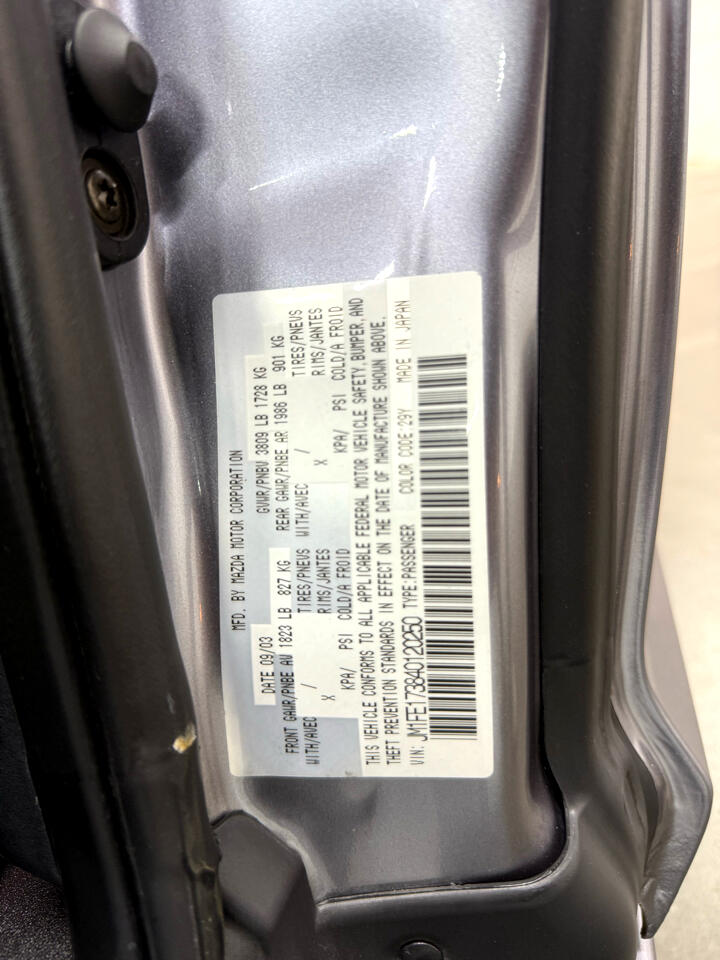 MFD. BY MAZDA MOTOR CORPORATION
DATE 09/03 GVWR/PNBV 3809 LB 1728 KG
FRONT GAWR/PNBE AV 1823 LB 827 KG REAR GAWR/PNBE AR 1986 LB 901 KG
WITH/AVEC / TIRES/PNEUS WITH/AVEC / TIRES/PNEUS
X RIMS/JANTES X RIMS/JANTES
KPA/ PSI COLD/A FROID KPA/ PSI COLD/A FROID
THIS VEHICLE CONFORMS TO ALL APPLICABLE FEDERAL MOTOR VEHICLE SAFETY, BUMPER, AND
THEFT PREVENTION STANDARDS IN EFFECT ON THE DATE OF MANUFACTURE SHOWN ABOVE.
VIN: JM1FE173840120250 TYPE:PASSENGER COLOR CODE:29Y MADE IN JAPAN